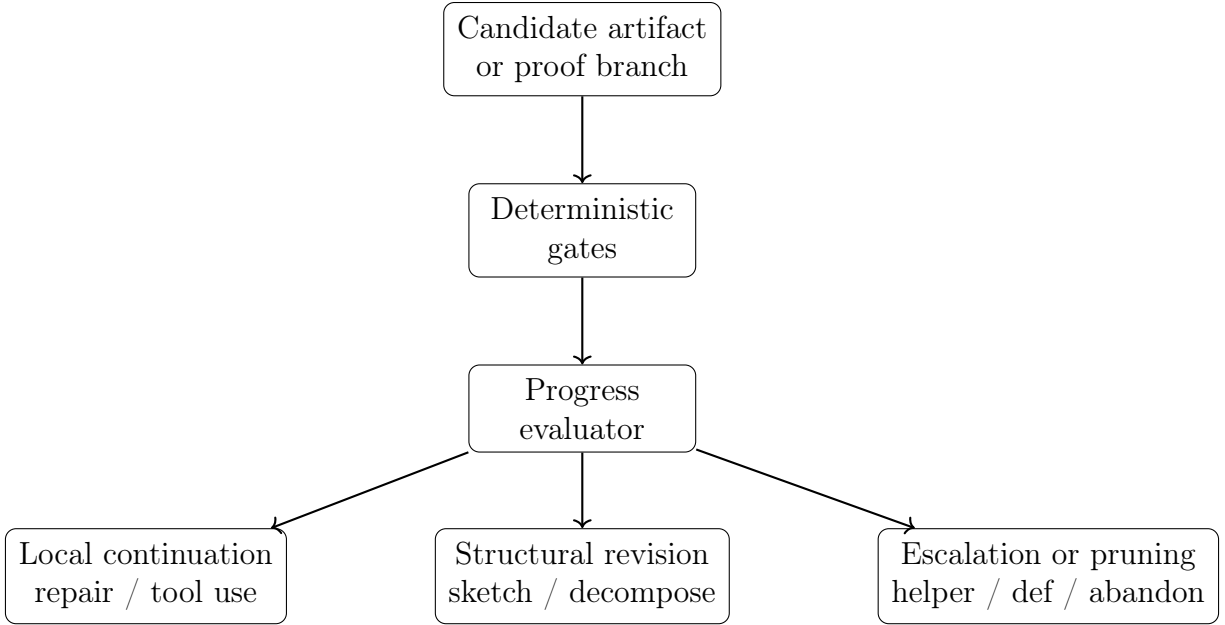 Candidate artifact
or proof branch
Deterministic
gates
Progress
evaluator
Local continuation
repair / tool use
Structural revision
sketch / decompose
Escalation or pruning
helper / def / abandon